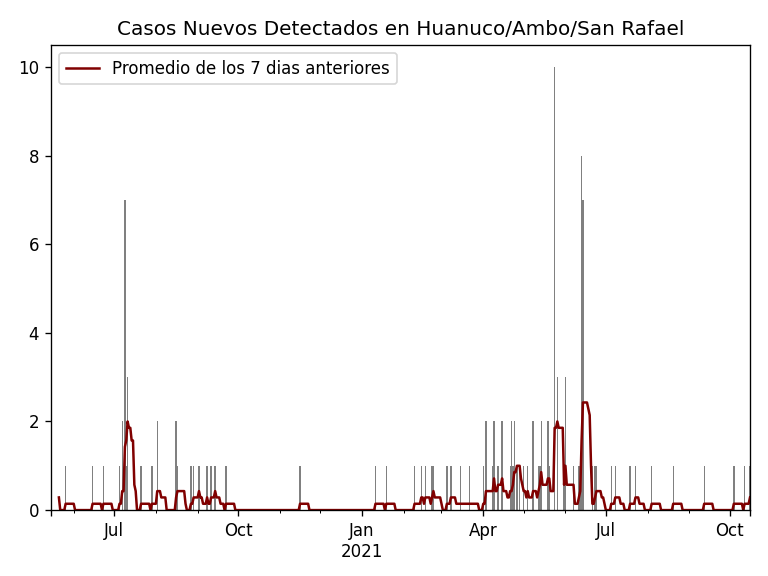 Casos Nuevos Detectados en Huanuco/Ambo/San Rafael
Promedio de los 7 dias anteriores
10
8
6
4
2
0
Jul
Oct
Jan
2021
Apr
Jul
Oct